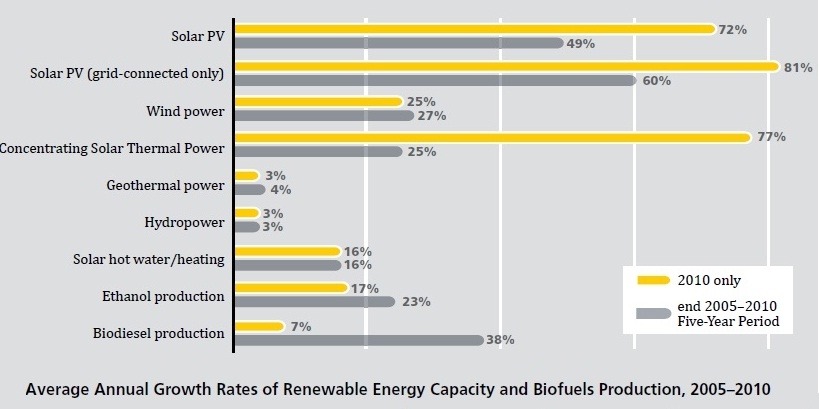 Solar PV
72%
49%
Solar PV (grid-connected only)
81%
60%
Wind power
25%
27%
Concentrating Solar Thermal Power
77%
25%
Geothermal power
3%
4%
Hydropower
3%
3%
Solar hot water/heating
16%
16%
Ethanol production
17%
23%
Biodiesel production
7%
38%
2010 only
end 2005–2010
Five-Year Period
Average Annual Growth Rates of Renewable Energy Capacity and Biofuels Production, 2005–2010